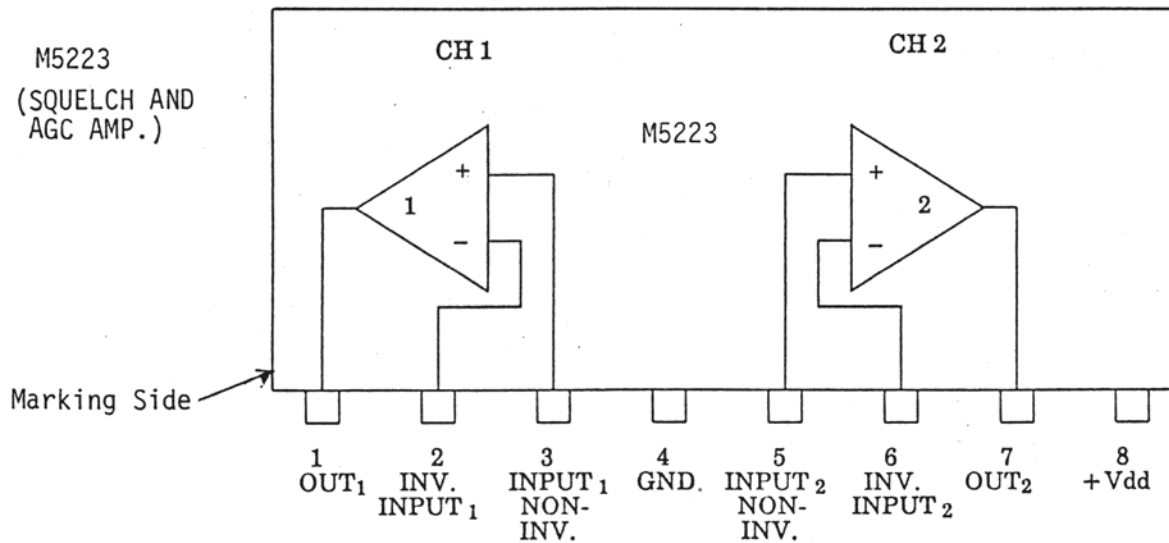 M5223
(SQUELCH AND
AGC AMP.)
CH 1
CH 2
M5223
+
1
−
+
2
−
Marking Side
1
OUT1
2
INV.
INPUT1
3
INPUT1
NON-
INV.
4
GND.
5
INPUT2
NON-
INV.
6
INV.
INPUT2
7
OUT2
8
+Vdd